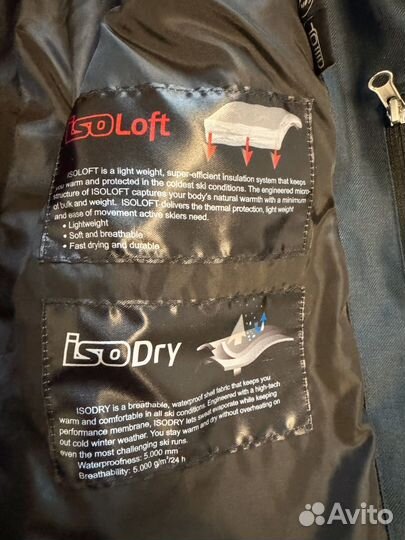 isoLoft
ISOLOFT is a light weight, super-efficient insulation system that keeps
you warm and protected in the coldest ski conditions. The engineered micro
structure of ISOLOFT captures your body's natural warmth with a minimum
of bulk and weight. ISOLOFT delivers the thermal protection, light weight
and ease of movement active skiers need.
• Lightweight
• Soft and breathable
• Fast drying and durable
isoDry
ISODRY is a breathable, waterproof shell fabric that keeps you
warm and comfortable in all ski conditions. Engineered with a high-tech
performance membrane, ISODRY lets sweat evaporate while keeping
out cold winter weather. You stay warm and dry without overheating on
even the most challenging ski runs.
Waterproofness: 5.000 mm
Breathability: 5.000 g/m²/24 h
Avito